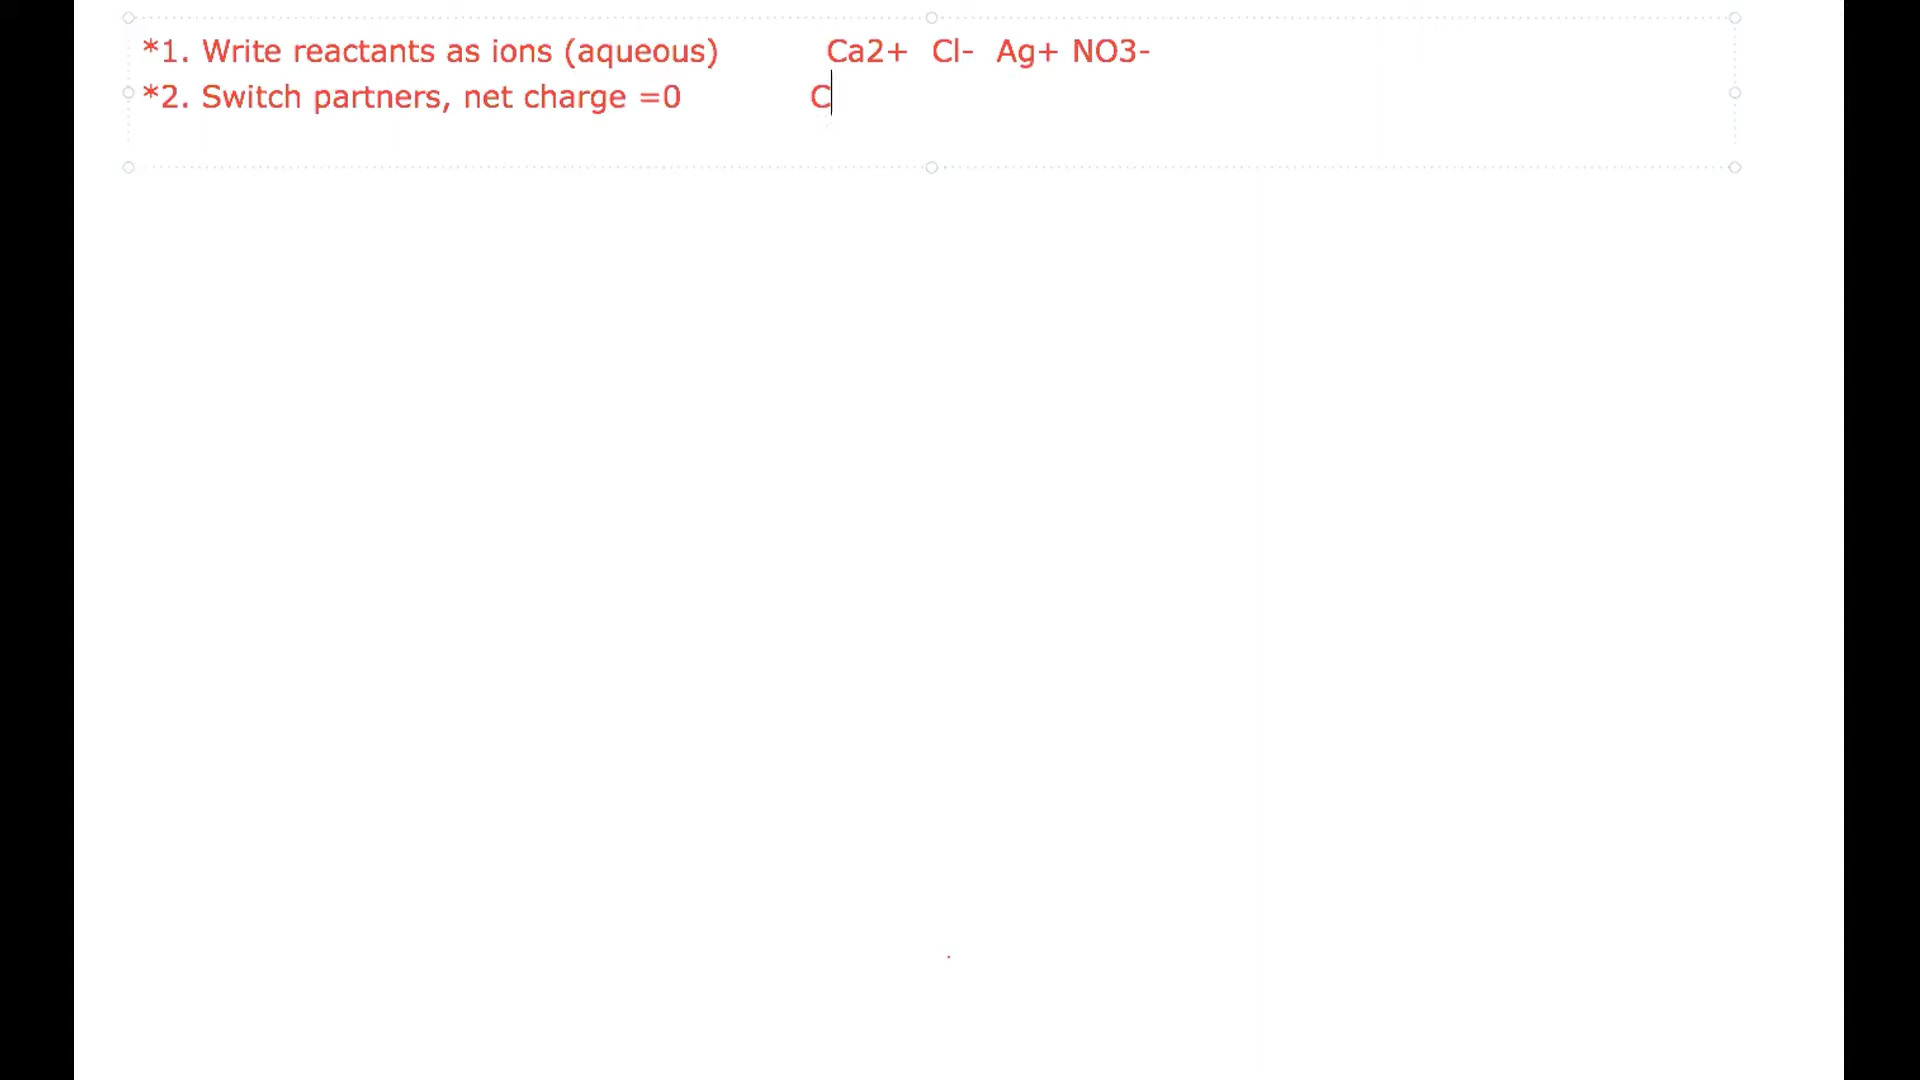 *1. Write reactants as ions (aqueous) Ca2+ Cl- Ag+ NO3-
*2. Switch partners, net charge =0 C